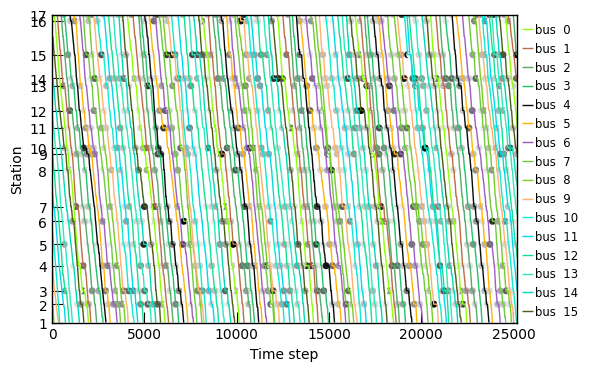 17
16
15
14
13
12
11
10
9
8
7
6
5
4
3
2
1
Station
0 5000 10000 15000 20000 25000
Time step
bus 0
bus 1
bus 2
bus 3
bus 4
bus 5
bus 6
bus 7
bus 8
bus 9
bus 10
bus 11
bus 12
bus 13
bus 14
bus 15